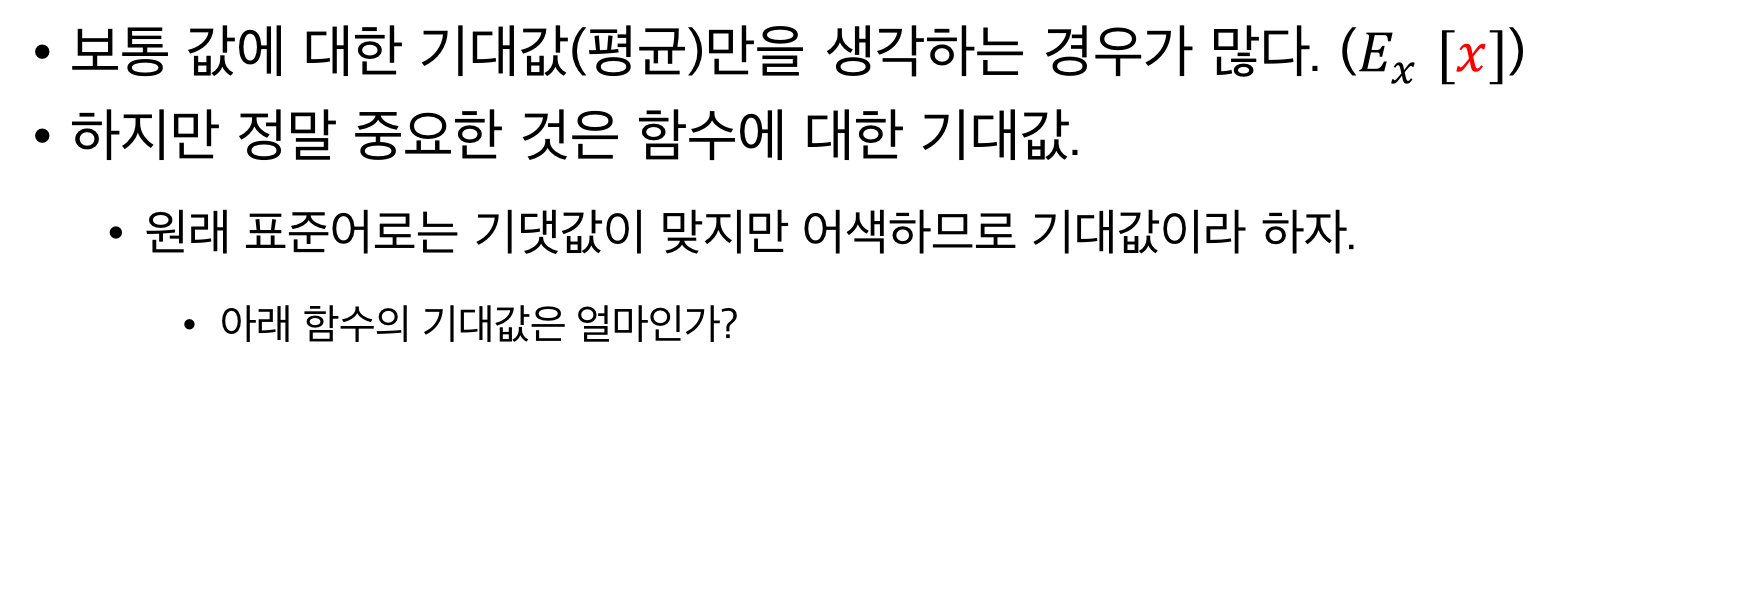 • 보통 값에 대한 기대값(평균)만을 생각하는 경우가 많다. ($E_x$ [$x$])
• 하지만 정말 중요한 것은 함수에 대한 기대값.
• 원래 표준어로는 기댓값이 맞지만 어색하므로 기대값이라 하자.
• 아래 함수의 기대값은 얼마인가?